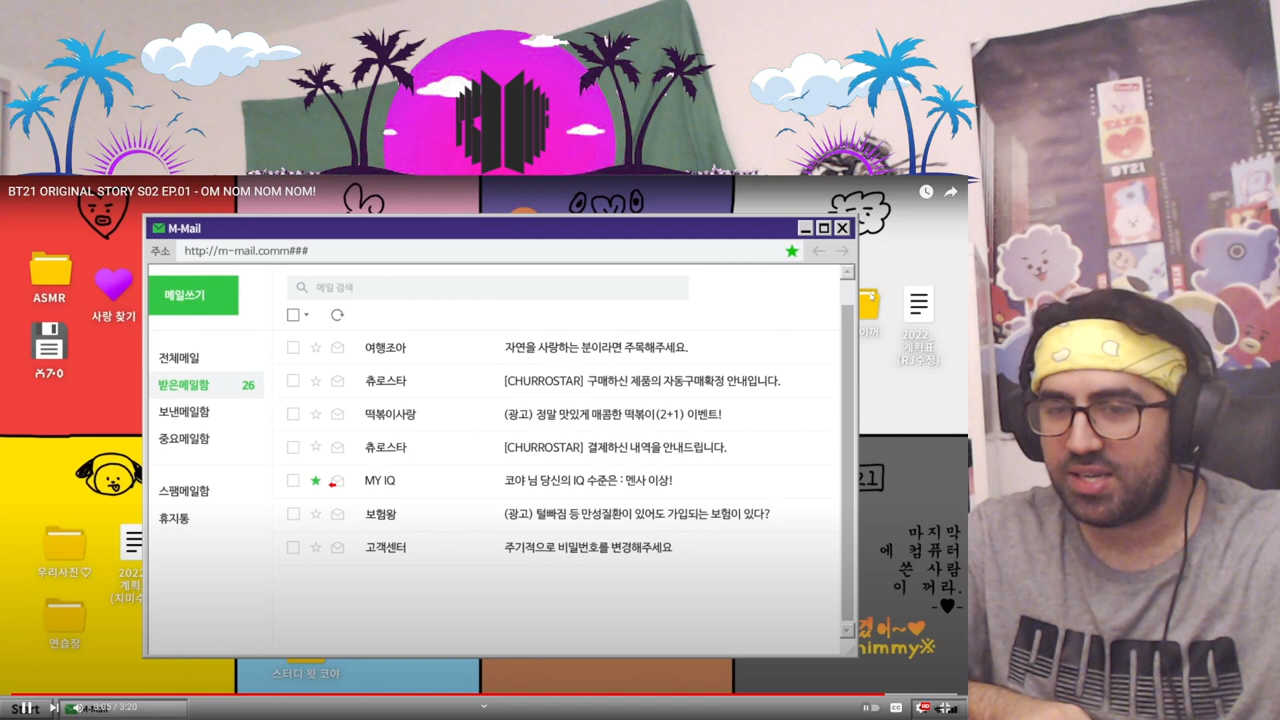 BT21 ORIGINAL STORY S02 EP.01 - OM NOM NOM NOM!
TATA
BT21
M-Mail
주소
http://m-mail.comm###
메일쓰기
메일 검색
전체메일
받은메일함 26
보낸메일함
중요메일함
스팸메일함
휴지통
여행조아 자연을 사랑하는 분이라면 주목해주세요.
츄로스타 [CHURROSTAR] 구매하신 제품의 자동구매확정 안내입니다.
떡볶이사랑 (광고) 정말 맛있게 매콤한 떡볶이(2+1) 이벤트!
츄로스타 [CHURROSTAR] 결제하신 내역을 안내드립니다.
MY IQ 코야 님 당신의 IQ 수준은 : 멘사 이상!
보험왕 (광고) 털빠짐 등 만성질환이 있어도 가입되는 보험이 있다?
고객센터 주기적으로 비밀번호를 변경해주세요
ASMR
사랑 찾기
2022_
계획표
(RJ수정)
우리사진♡
연습장
스터디 윗 코야
마지막
에 컴퓨터
쓴 사람
이 꺼라.
-♥-
Start
M-Mail
3:05 / 3:20
CC
HD
PUMA